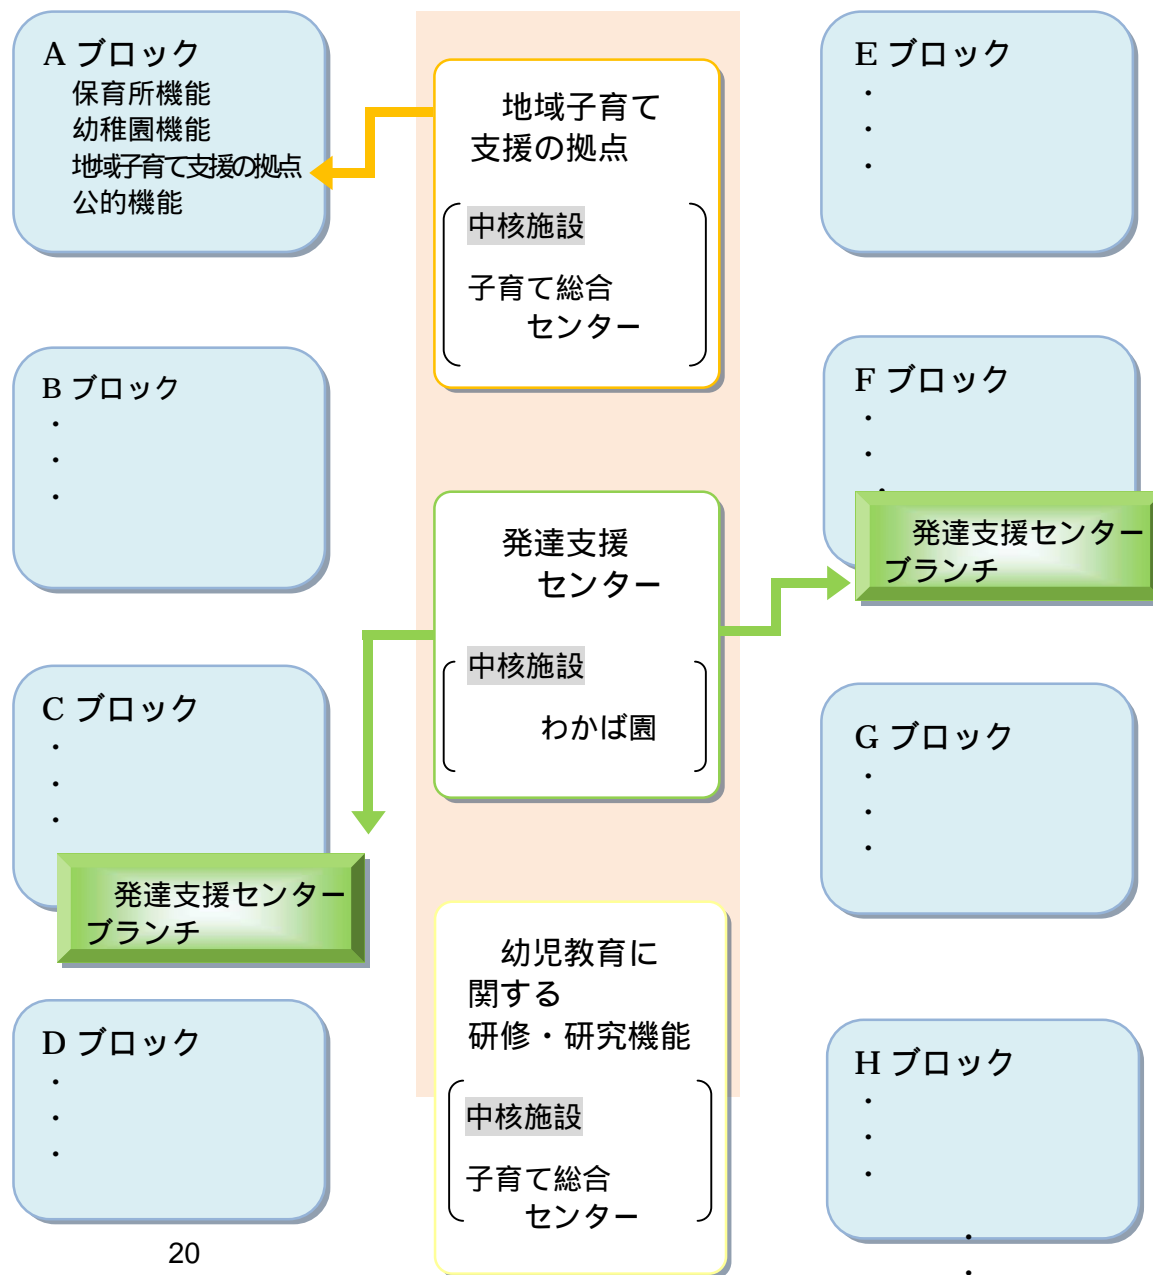 A ブロック
保育所機能
幼稚園機能
地域子育て支援の拠点
公的機能
B ブロック
・
・
・
C ブロック
・
・
・
発達支援センター
ブランチ
D ブロック
・
・
・
地域子育て
支援の拠点
中核施設
子育て総合
センター
発達支援
センター
中核施設
わかば園
幼児教育に
関する
研修・研究機能
中核施設
子育て総合
センター
E ブロック
・
・
・
F ブロック
・
・
・
発達支援センター
ブランチ
G ブロック
・
・
・
H ブロック
・
・
・
・
・
20